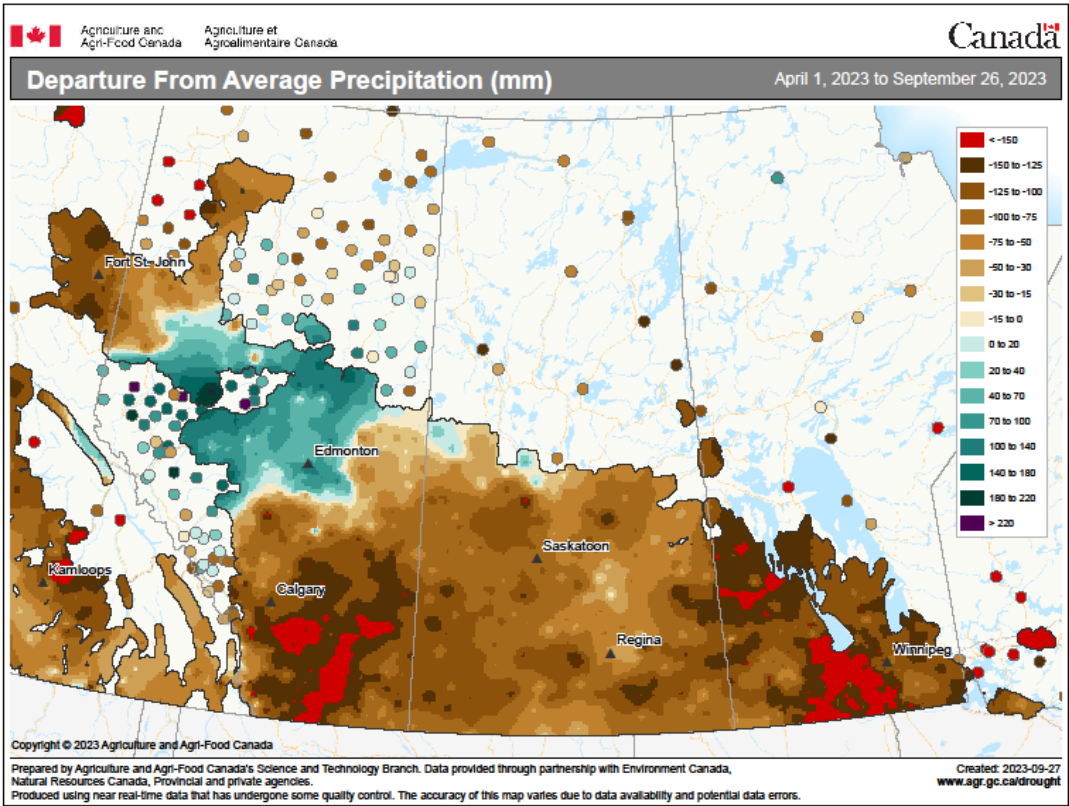 Agriculture and Agriculture et
Agri-Food Canada Agroalimentaire Canada
Canada
Departure From Average Precipitation (mm) April 1, 2023 to September 26, 2023
< -150
-150 to -125
-125 to -100
-100 to -75
-75 to -50
-50 to -30
-30 to -15
-15 to 0
0 to 20
20 to 40
40 to 70
70 to 100
100 to 140
140 to 180
180 to 220
> 220
Fort St. John
Edmonton
Saskatoon
Kamloops
Calgary
Regina
Winnipeg
Copyright © 2023 Agriculture and Agri-Food Canada
Prepared by Agriculture and Agri-Food Canada's Science and Technology Branch. Data provided through partnership with Environment Canada,
Natural Resources Canada, Provincial and private agencies.
Produced using near real-time data that has undergone some quality control. The accuracy of this map varies due to data availability and potential data errors.
Created: 2023-09-27
www.agr.gc.ca/drought